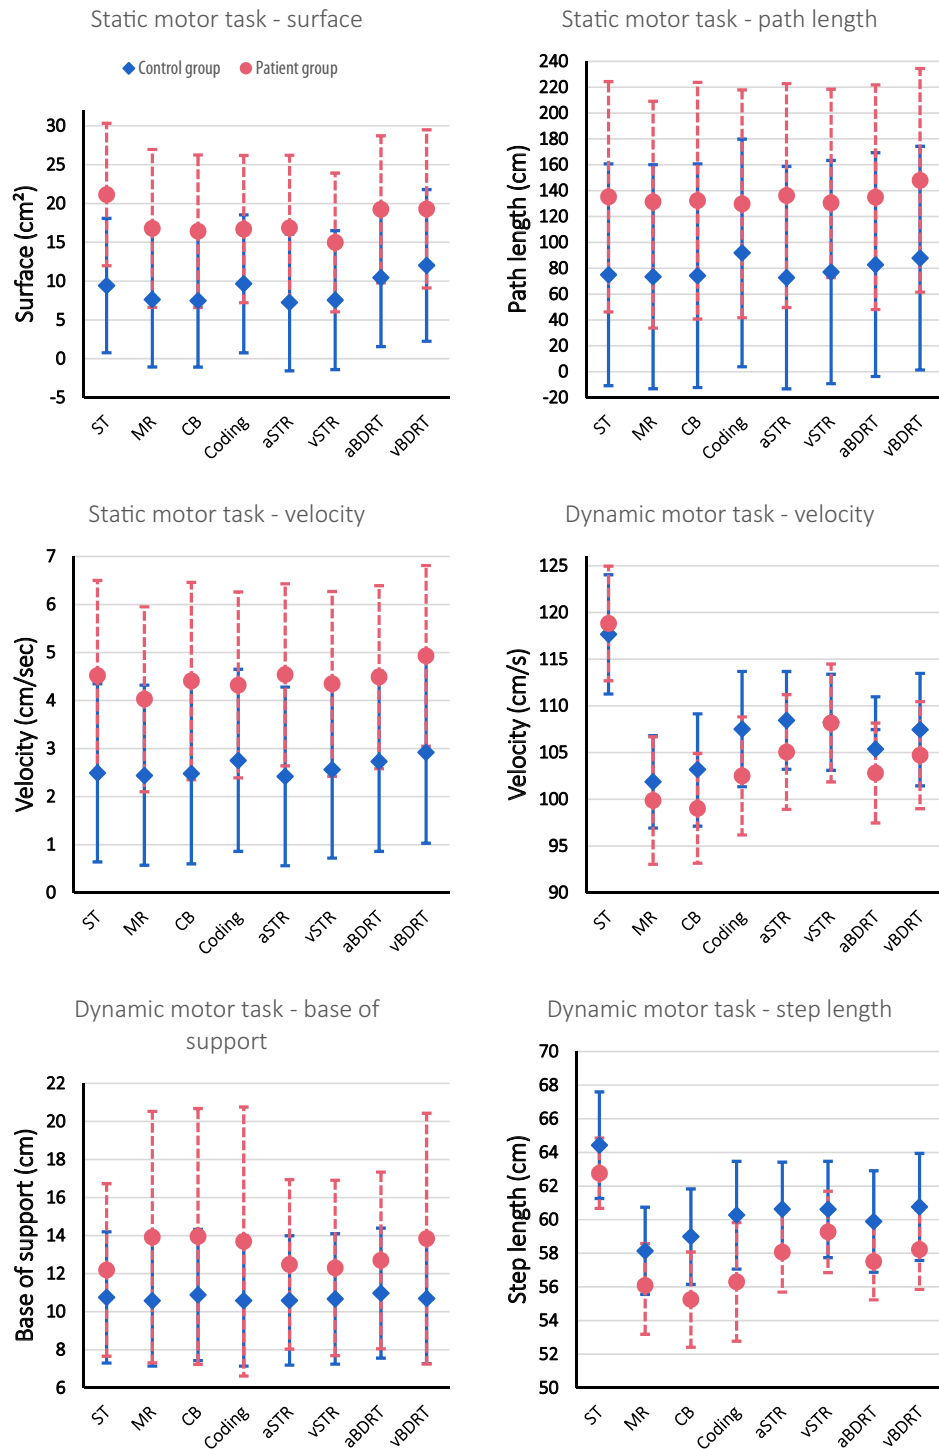 Static motor task - surface
Control group
Patient group
Surface (cm²)
30
25
20
15
10
5
0
-5
ST
MR
CB
Coding
aSTR
vSTR
aBDRT
vBDRT
Static motor task - path length
Path length (cm)
240
220
200
180
160
140
120
100
80
60
40
20
0
-20
ST
MR
CB
Coding
aSTR
vSTR
aBDRT
vBDRT
Static motor task - velocity
Velocity (cm/sec)
7
6
5
4
3
2
1
0
ST
MR
CB
Coding
aSTR
vSTR
aBDRT
vBDRT
Dynamic motor task - velocity
Velocity (cm/s)
125
120
115
110
105
100
95
90
ST
MR
CB
Coding
aSTR
vSTR
aBDRT
vBDRT
Dynamic motor task - base of
support
Base of support (cm)
22
20
18
16
14
12
10
8
6
ST
MR
CB
Coding
aSTR
vSTR
aBDRT
vBDRT
Dynamic motor task - step length
Step length (cm)
70
68
66
64
62
60
58
56
54
52
50
ST
MR
CB
Coding
aSTR
vSTR
aBDRT
vBDRT